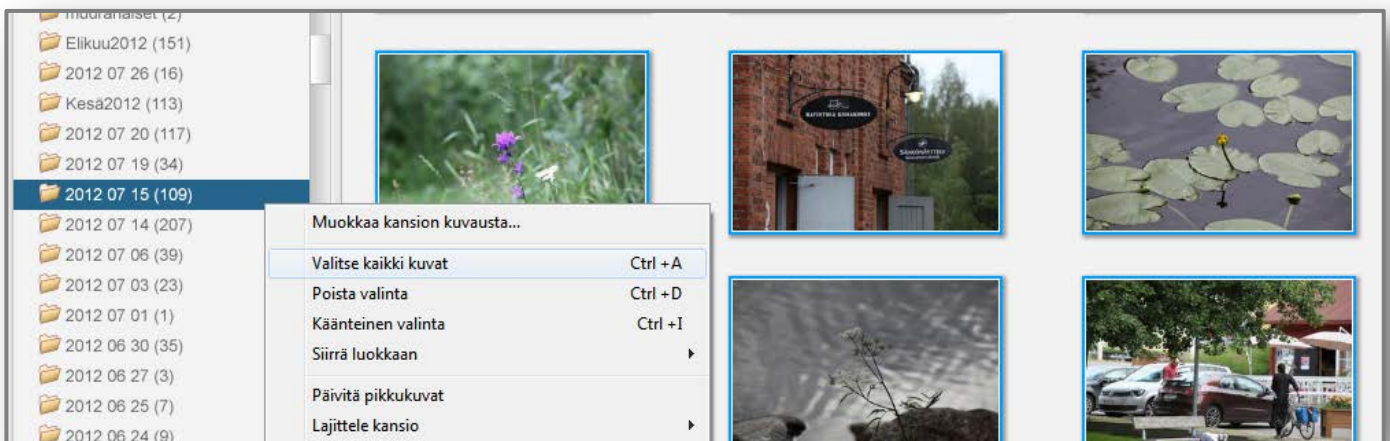 muurahaiset (2)
Elikuu2012 (151)
2012 07 26 (16)
Kesä2012 (113)
2012 07 20 (117)
2012 07 19 (34)
2012 07 15 (109)
2012 07 14 (207)
2012 07 06 (39)
2012 07 03 (23)
2012 07 01 (1)
2012 06 30 (35)
2012 06 27 (3)
2012 06 25 (7)
2012 06 24 (9)
Muokkaa kansion kuvausta...
Valitse kaikki kuvat Ctrl +A
Poista valinta Ctrl +D
Käänteinen valinta Ctrl +I
Siirrä luokkaan
Päivitä pikkukuvat
Lajittele kansio